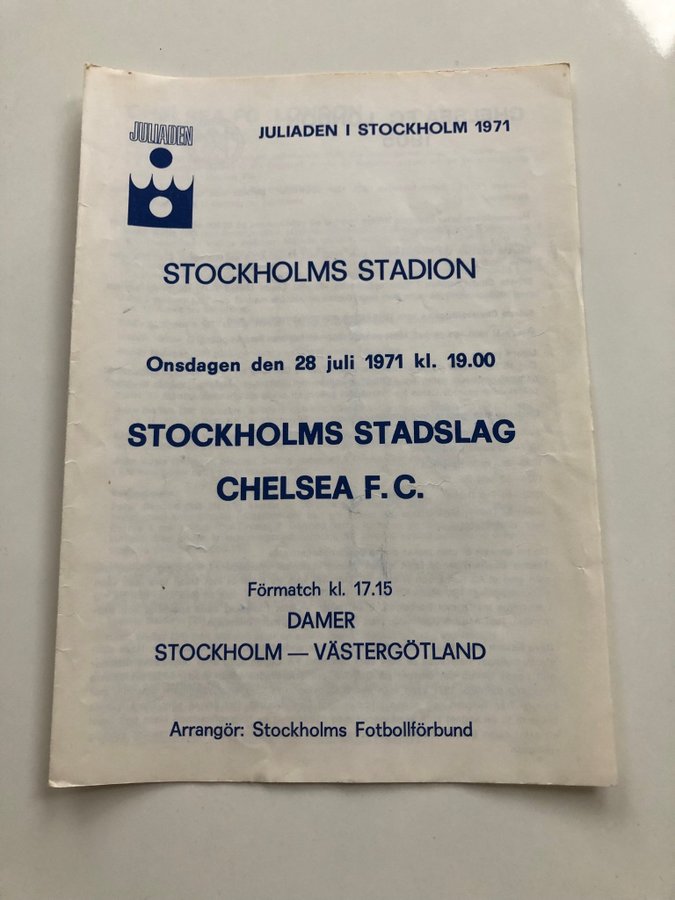 JULIADEN
JULIADEN I STOCKHOLM 1971
STOCKHOLMS STADION
Onsdagen den 28 juli 1971 kl. 19.00
STOCKHOLMS STADSLAG
CHELSEA F. C.
Förmatch kl. 17.15
DAMER
STOCKHOLM — VÄSTERGÖTLAND
Arrangör: Stockholms Fotbollförbund